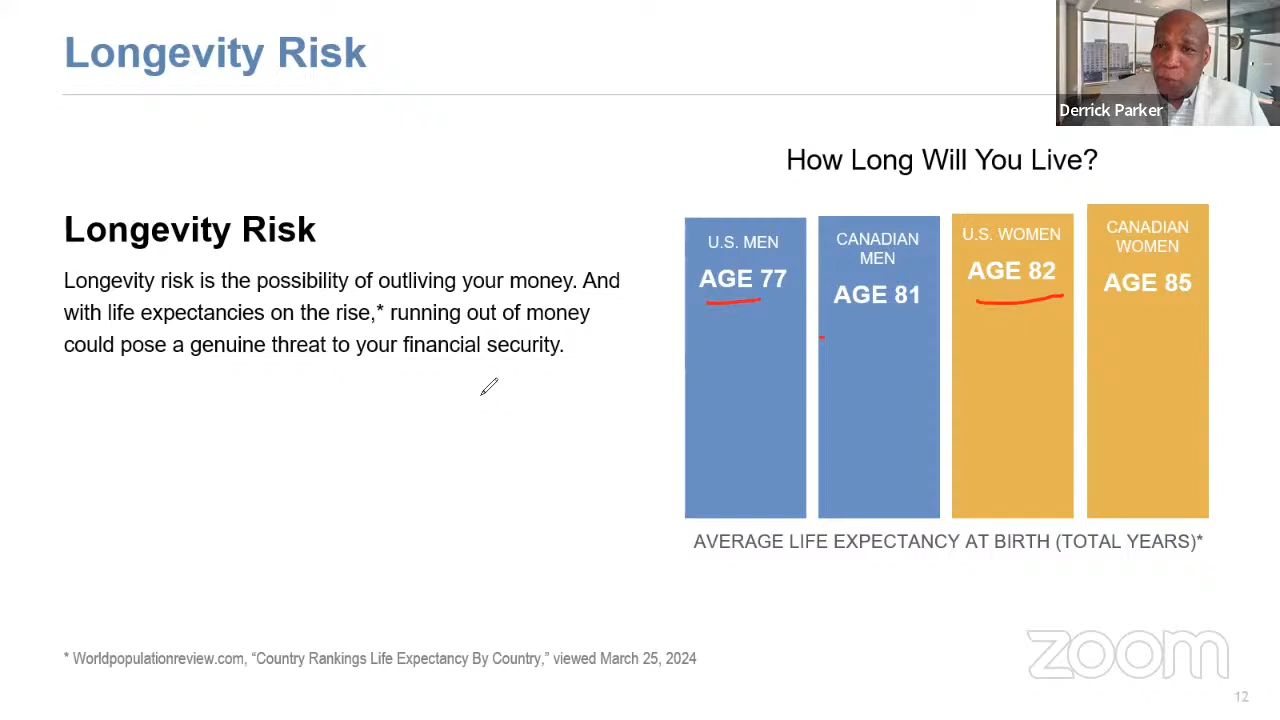 Longevity Risk
Derrick Parker
How Long Will You Live?
Longevity Risk
Longevity risk is the possibility of outliving your money. And
with life expectancies on the rise,* running out of money
could pose a genuine threat to your financial security.
U.S. MEN
AGE 77
CANADIAN
MEN
AGE 81
U.S. WOMEN
AGE 82
CANADIAN
WOMEN
AGE 85
AVERAGE LIFE EXPECTANCY AT BIRTH (TOTAL YEARS)*
* Worldpopulationreview.com, “Country Rankings Life Expectancy By Country,” viewed March 25, 2024
zoom
12